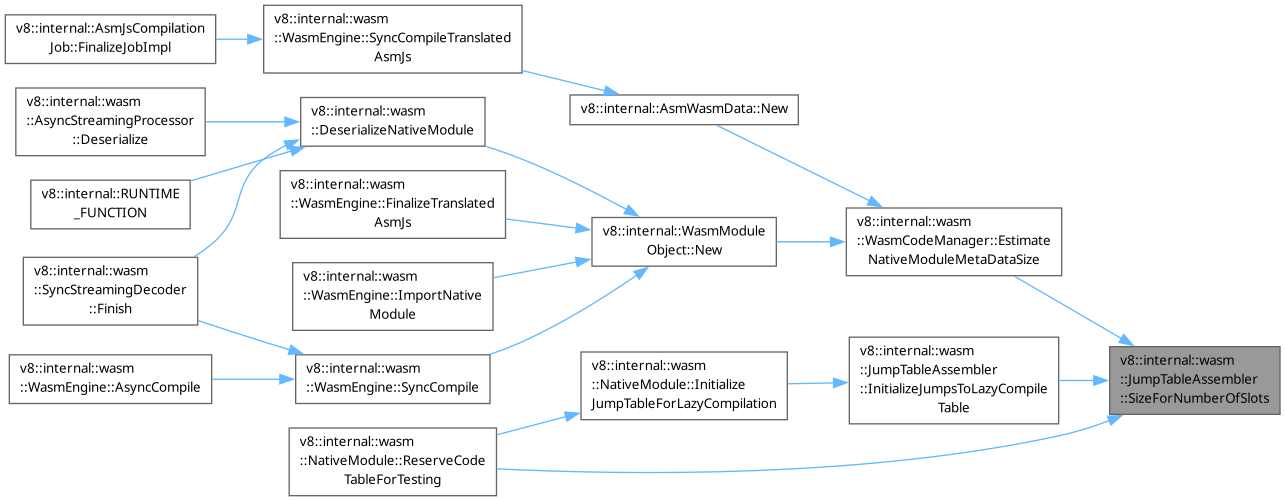 v8::internal::AsmJsCompilation
Job::FinalizeJobImpl
v8::internal::wasm
::WasmEngine::SyncCompileTranslated
AsmJs
v8::internal::wasm
::AsyncStreamingProcessor
::Deserialize
v8::internal::wasm
::DeserializeNativeModule
v8::internal::AsmWasmData::New
v8::internal::RUNTIME
_FUNCTION
v8::internal::wasm
::WasmEngine::FinalizeTranslated
AsmJs
v8::internal::WasmModule
Object::New
v8::internal::wasm
::WasmCodeManager::Estimate
NativeModuleMetaDataSize
v8::internal::wasm
::SyncStreamingDecoder
::Finish
v8::internal::wasm
::WasmEngine::ImportNative
Module
v8::internal::wasm
::WasmEngine::AsyncCompile
v8::internal::wasm
::WasmEngine::SyncCompile
v8::internal::wasm
::NativeModule::Initialize
JumpTableForLazyCompilation
v8::internal::wasm
::JumpTableAssembler
::InitializeJumpsToLazyCompile
Table
v8::internal::wasm
::JumpTableAssembler
::SizeForNumberOfSlots
v8::internal::wasm
::NativeModule::ReserveCode
TableForTesting